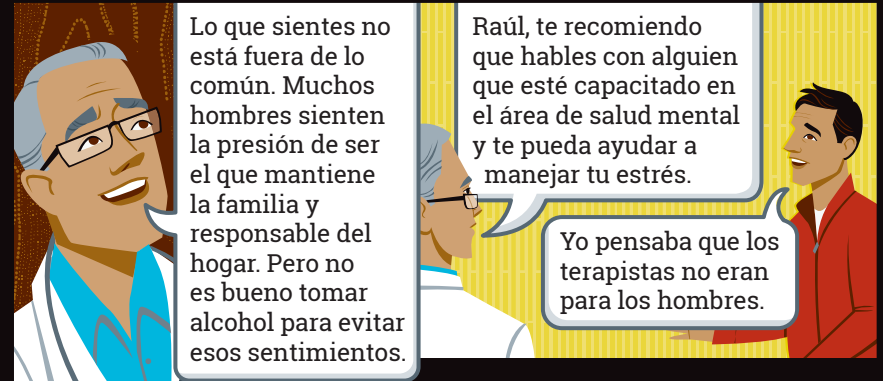 Lo que sientes no
está fuera de lo
común. Muchos
hombres sienten
la presión de ser
el que mantiene
la familia y
responsable del
hogar. Pero no
es bueno tomar
alcohol para evitar
esos sentimientos.
Raúl, te recomiendo
que hables con alguien
que esté capacitado en
el área de salud mental
y te pueda ayudar a
manejar tu estrés.
Yo pensaba que los
terapistas no eran
para los hombres.